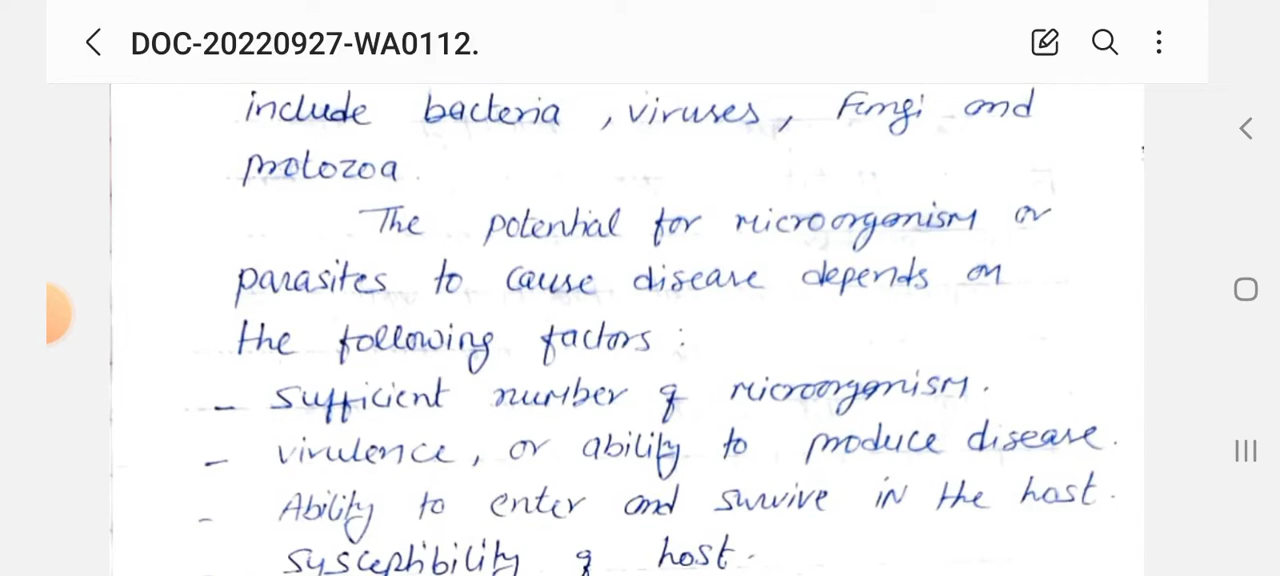 DOC-20220927-WA0112.
include bacteria, viruses, Fungi and
protozoa.
The potential for microorganism or
parasites to cause disease depends on
the following factors :
- Sufficient number of microorganism.
- virulence, or ability to produce disease.
- Ability to enter and survive in the host.
Susceptibility of host.